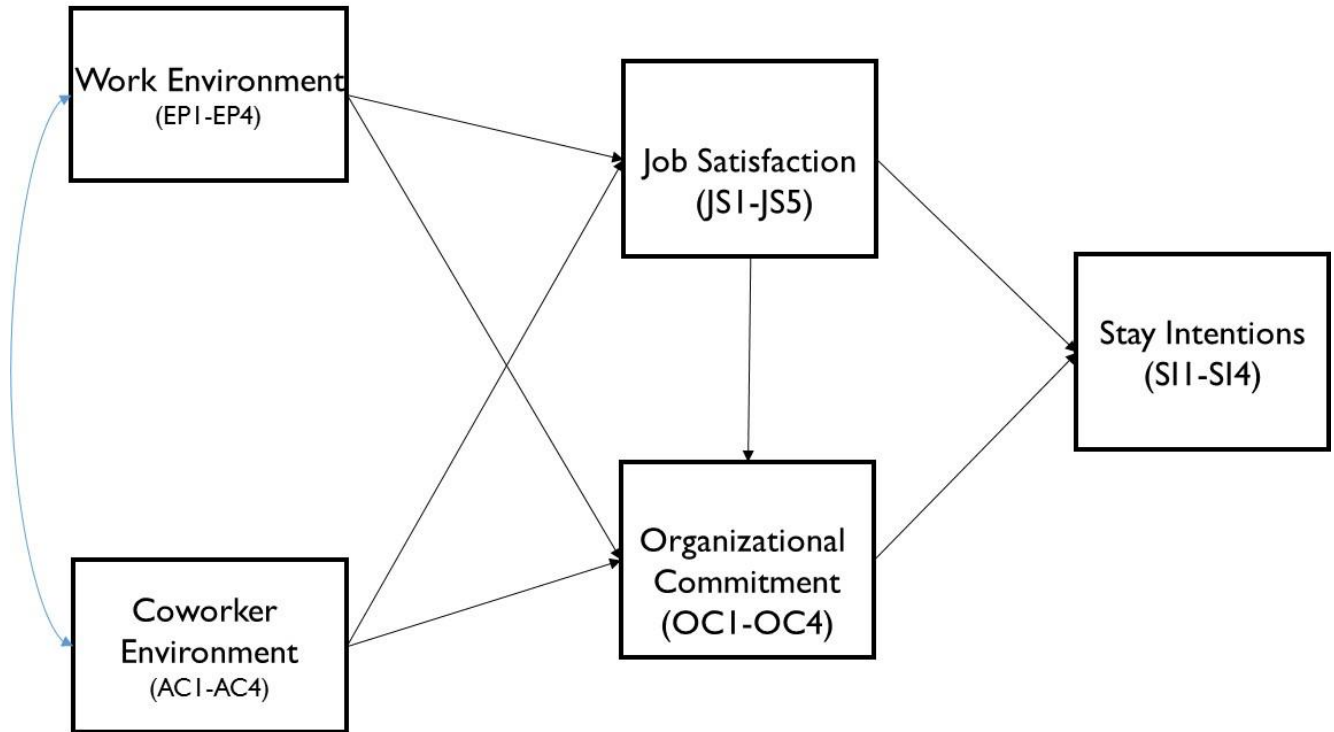 Work Environment
(EP1-EP4)
Job Satisfaction
(JS1-JS5)
Stay Intentions
(SI1-SI4)
Organizational
Commitment
(OC1-OC4)
Coworker
Environment
(AC1-AC4)